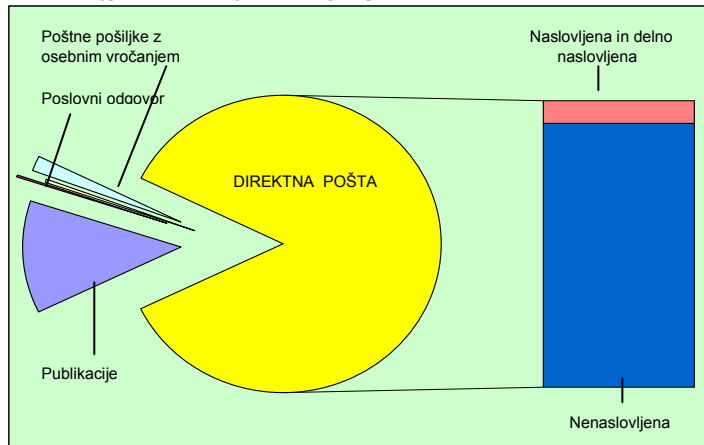 Poštne pošiljke z
osebnim vročanjem
Poslovni odgovor
Publikacije
DIREKTNA POŠTA
Naslovljena in delno
naslovljena
Nenaslovljena